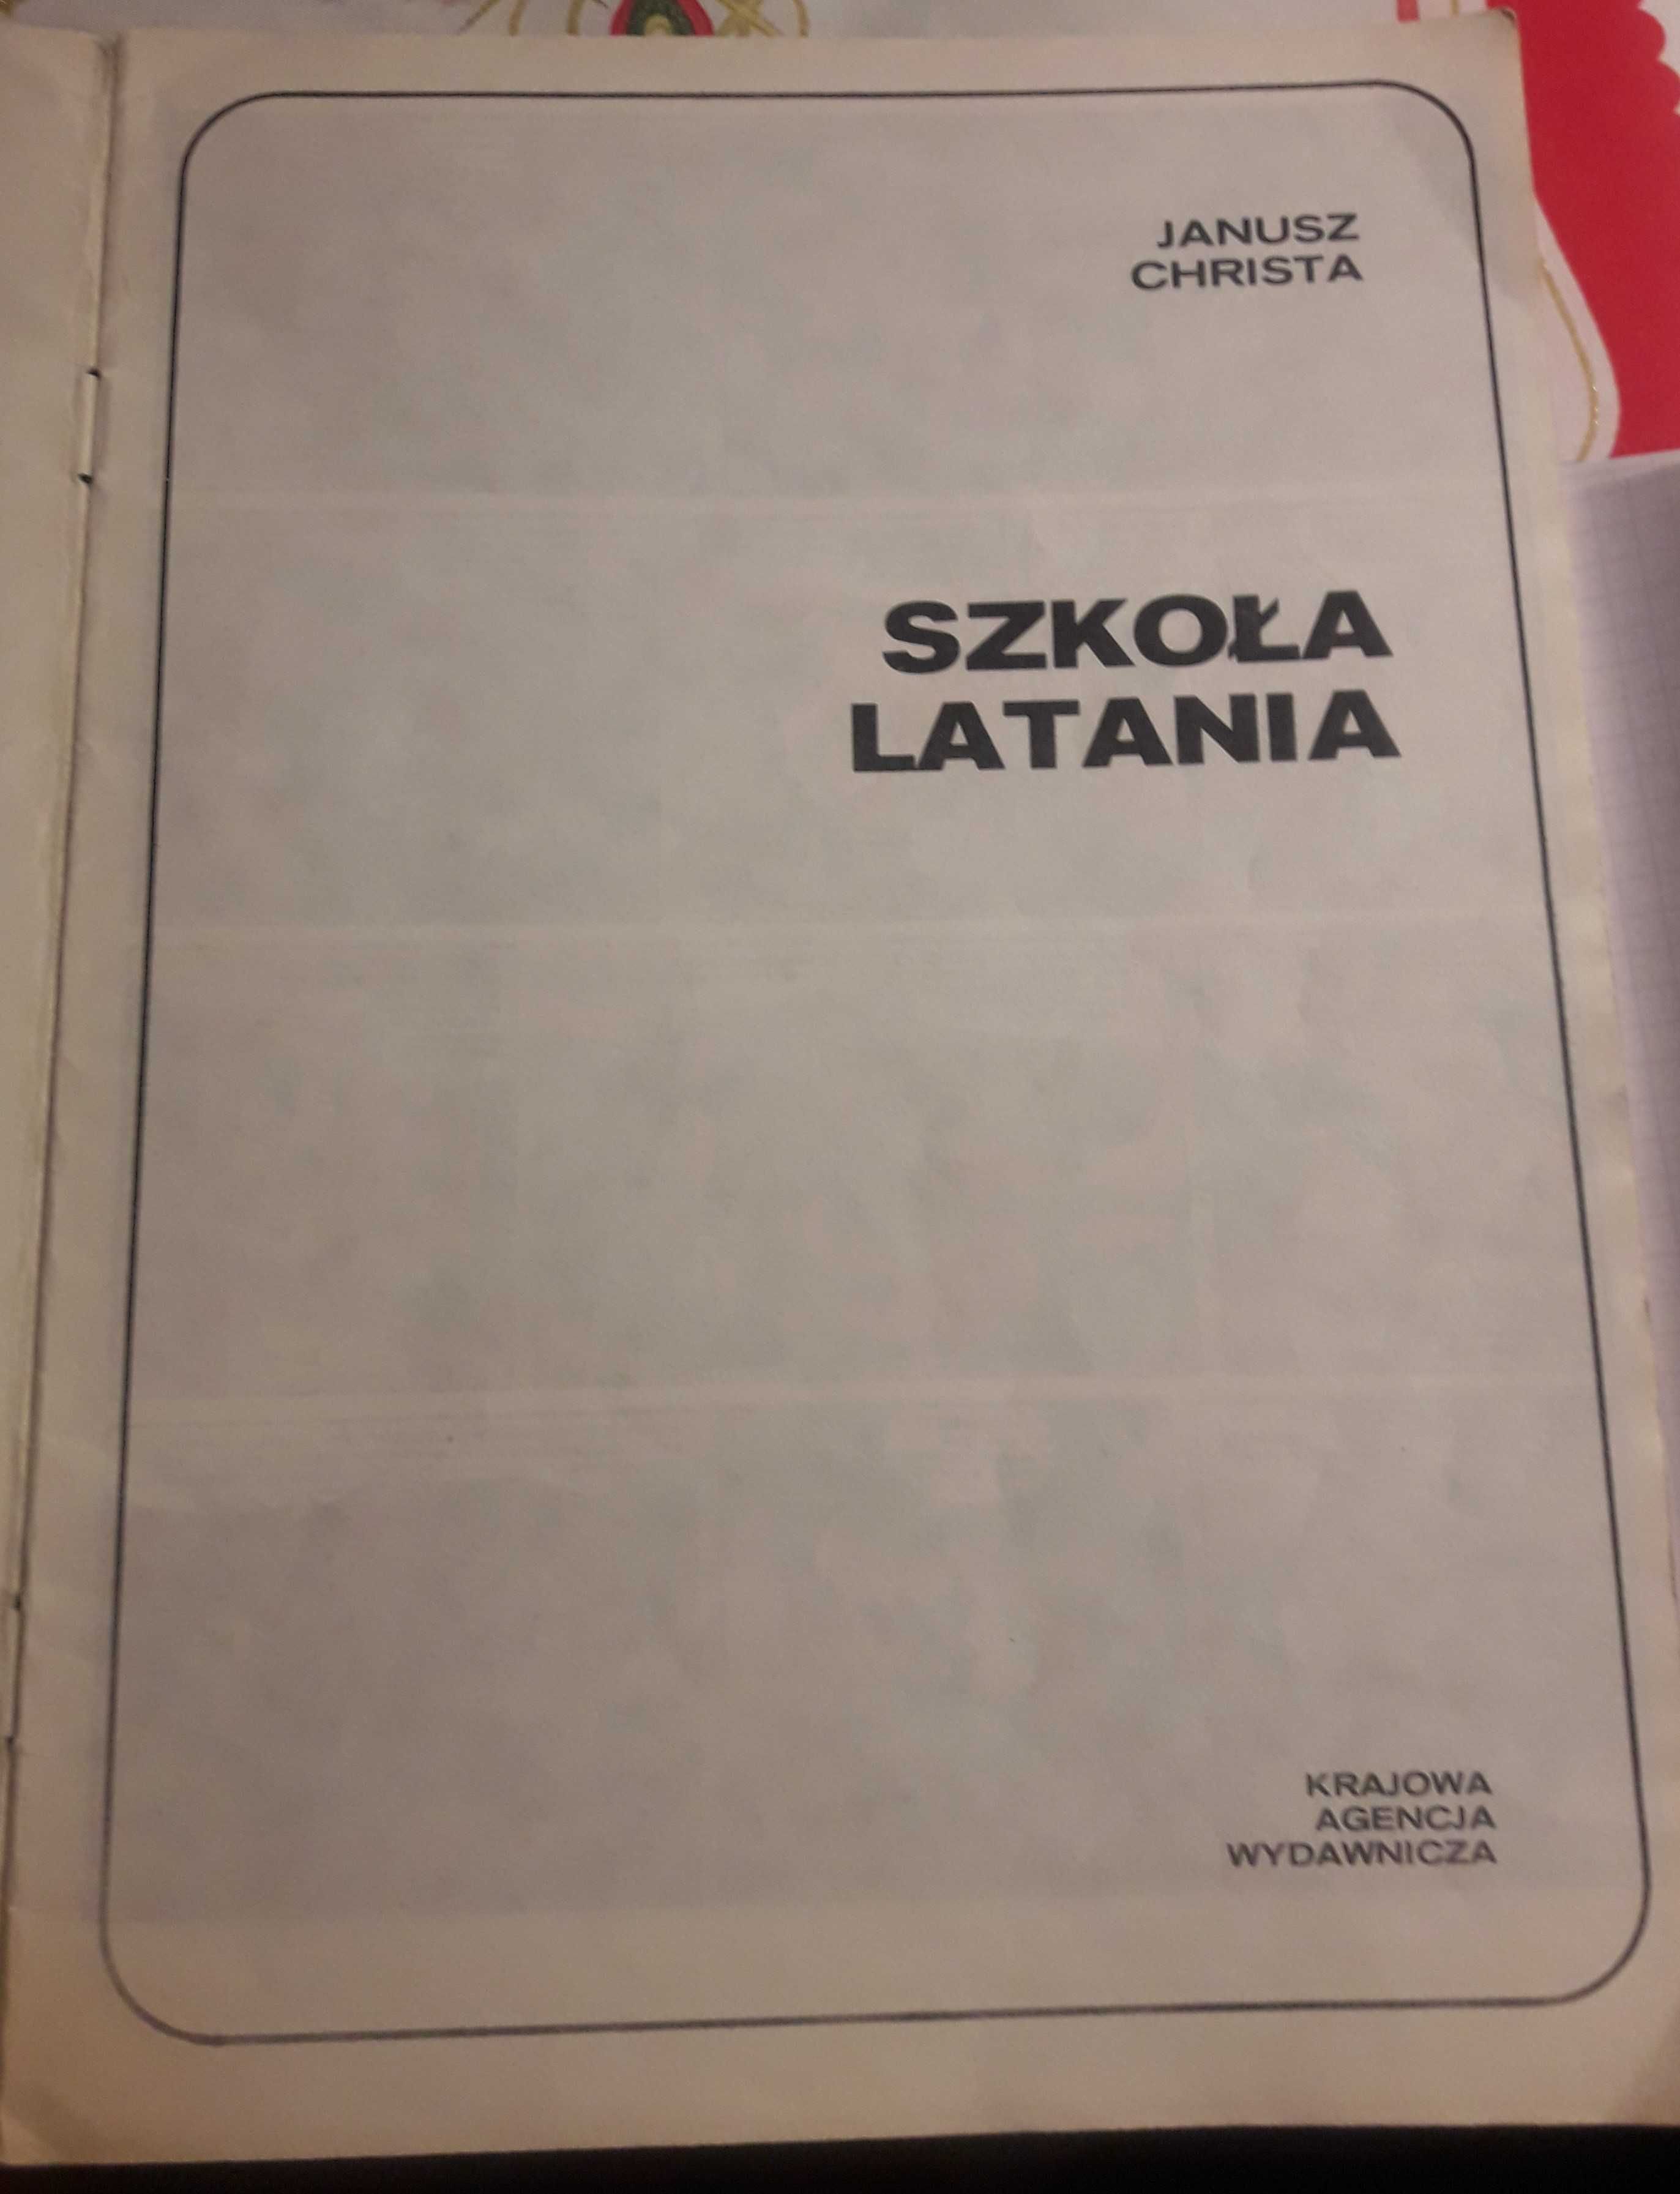 JANUSZ
CHRISTA
SZKOŁA
LATANIA
KRAJOWA
AGENCJA
WYDAWNICZA